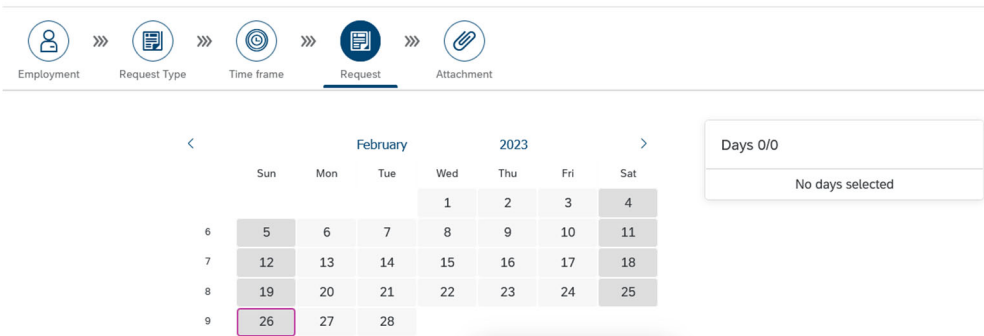 Employment Request Type Time frame Request Attachment
February 2023
Sun Mon Tue Wed Thu Fri Sat
1 2 3 4
6 5 6 7 8 9 10 11
7 12 13 14 15 16 17 18
8 19 20 21 22 23 24 25
9 26 27 28
Days 0/0
No days selected